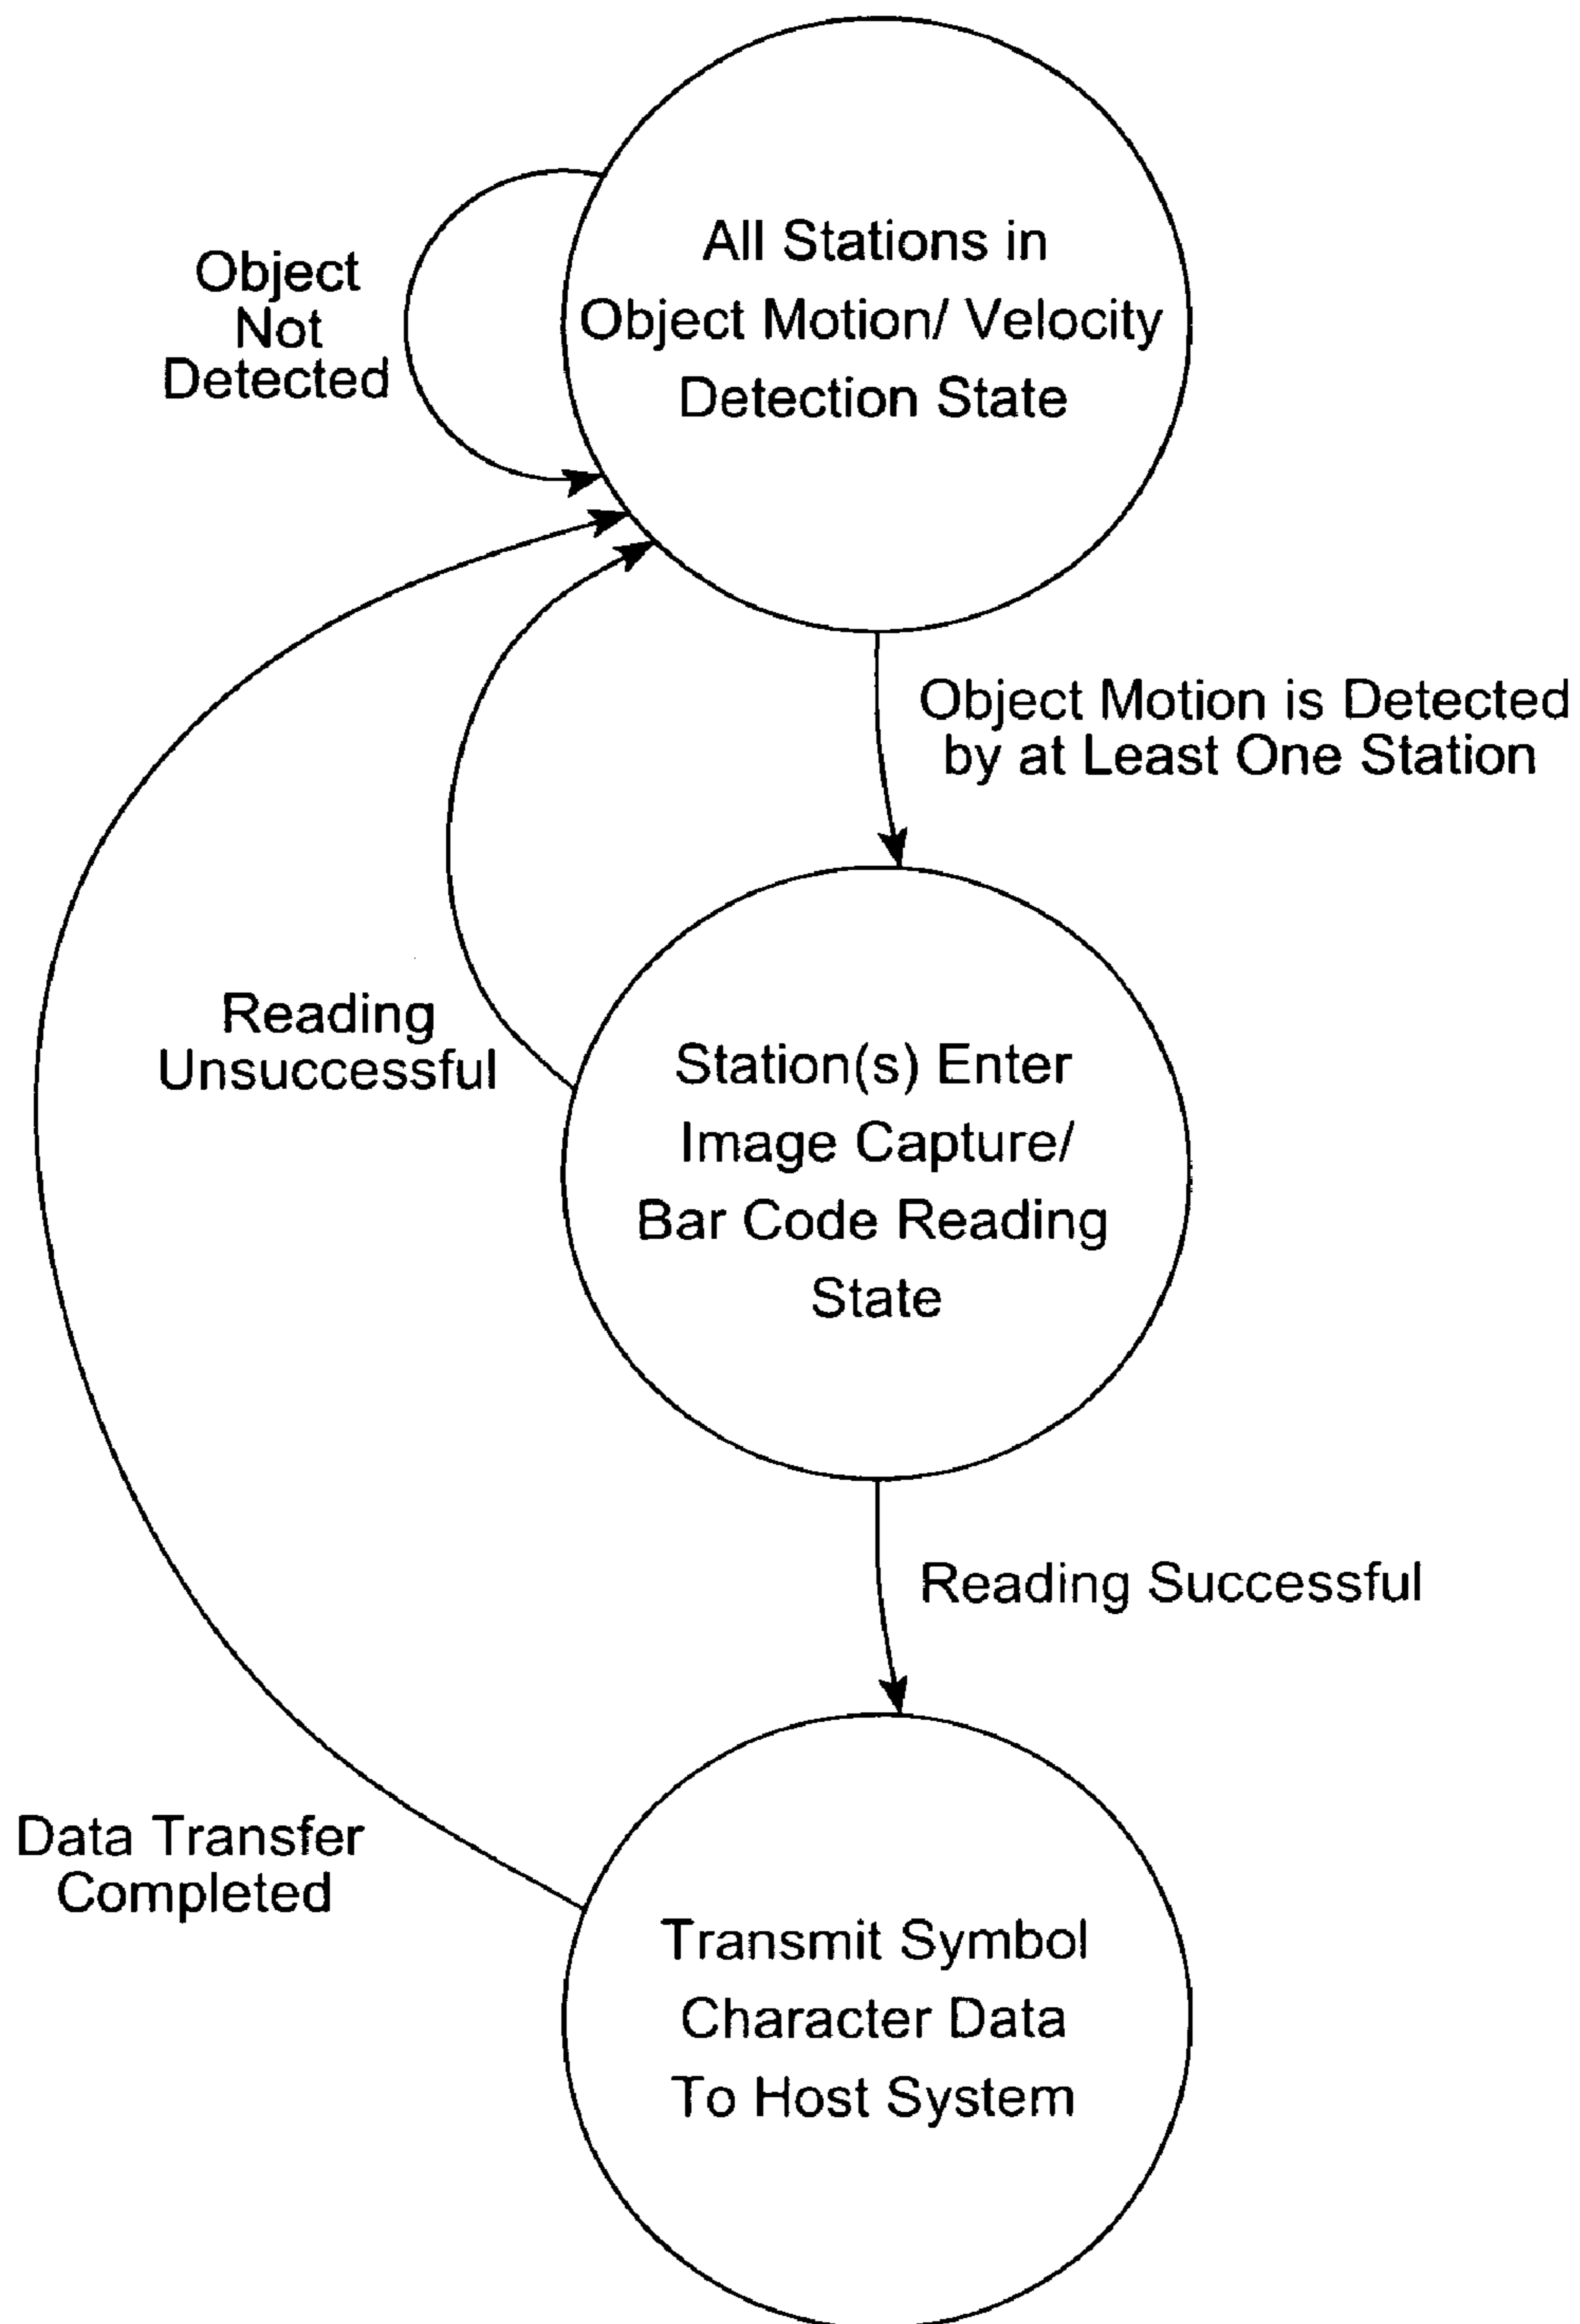 All Stations in
Object Motion/ Velocity
Detection State
Object
Not
Detected
Object Motion is Detected
by at Least One Station
Reading
Unsuccessful
Station(s) Enter
Image Capture/
Bar Code Reading
State
Reading Successful
Data Transfer
Completed
Transmit Symbol
Character Data
To Host System